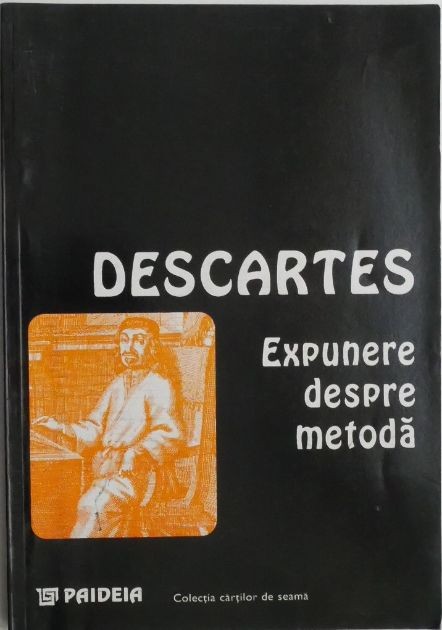 DESCARTES
Expunere
despre
metodă
PAIDEIA
Colecția cărților de seamă